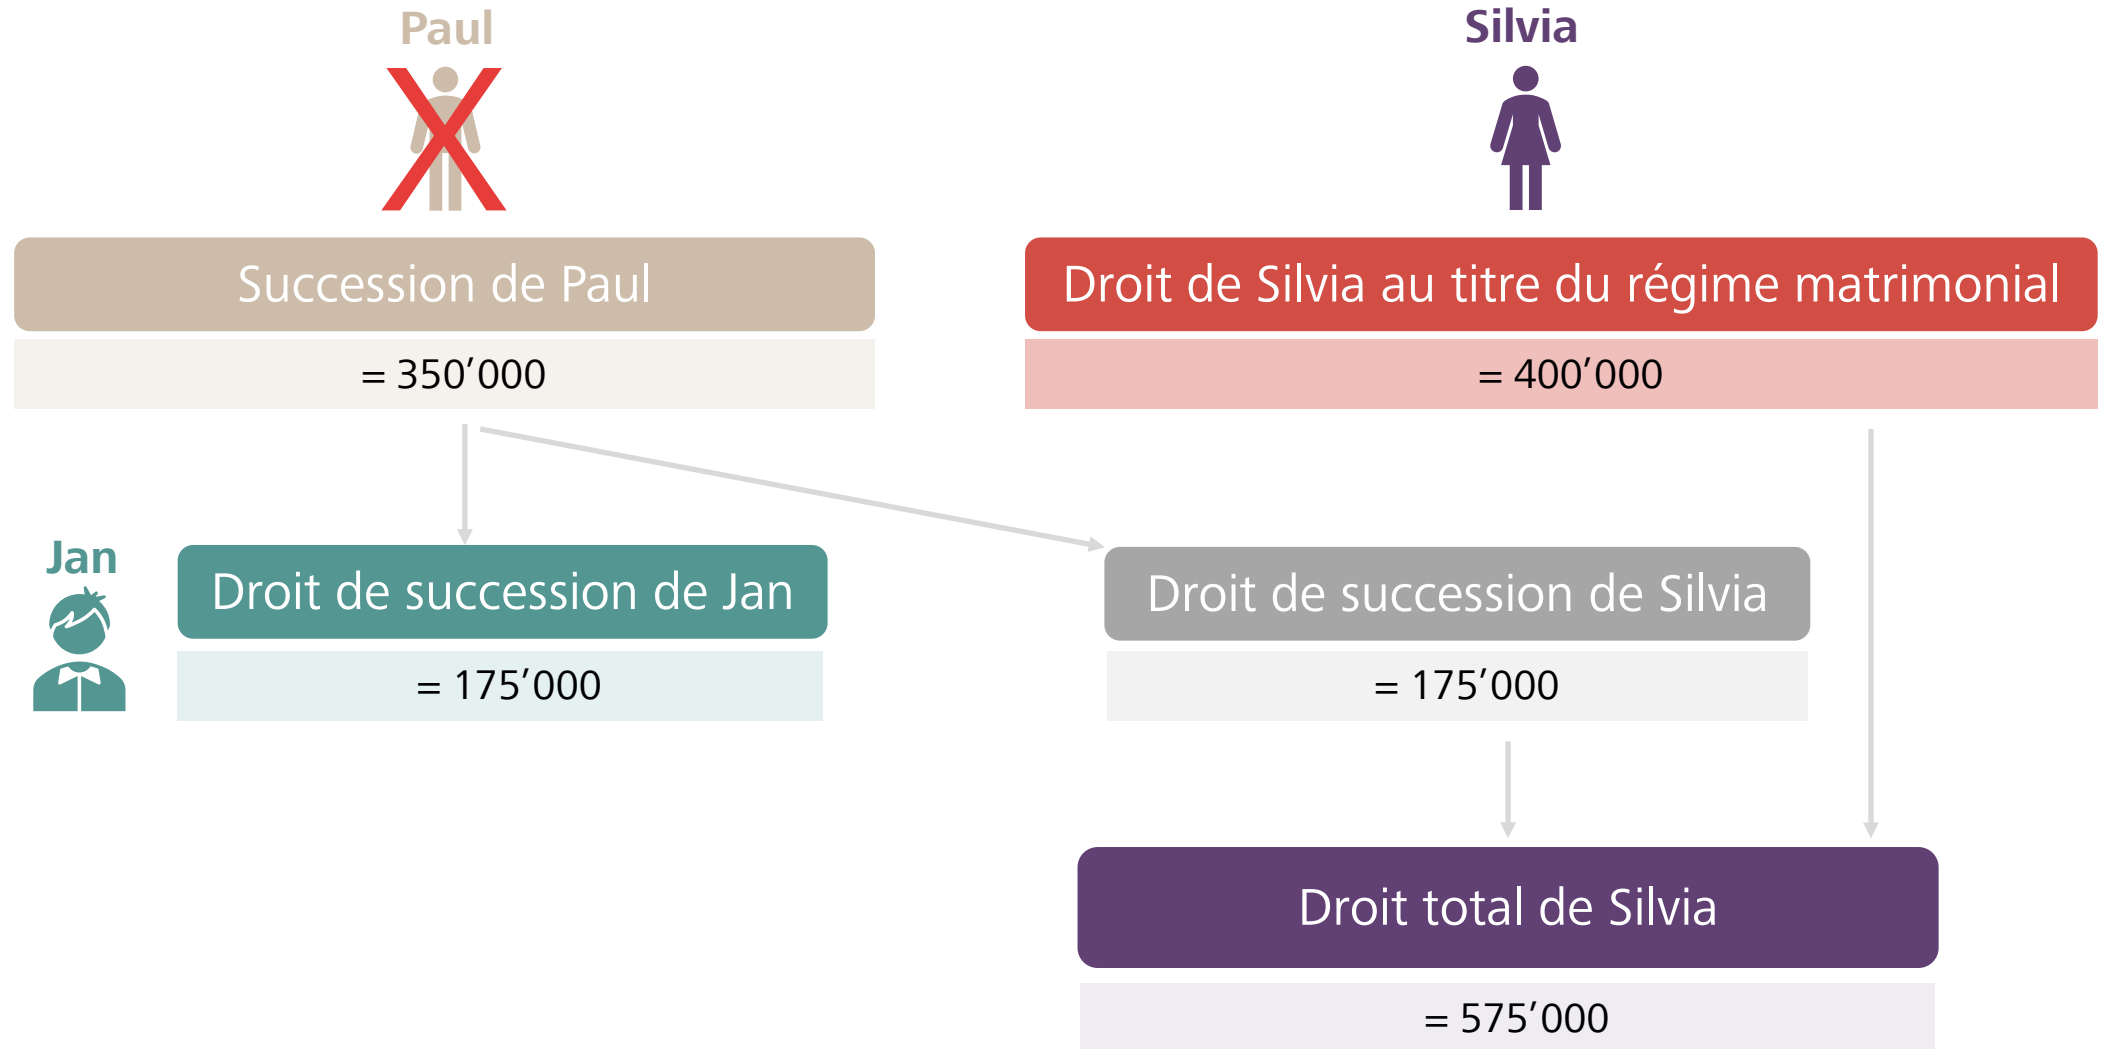 Paul
Silvia
Succession de Paul
Droit de Silvia au titre du régime matrimonial
= 350’000
= 400’000
Jan
Droit de succession de Jan
Droit de succession de Silvia
= 175’000
= 175’000
Droit total de Silvia
= 575’000